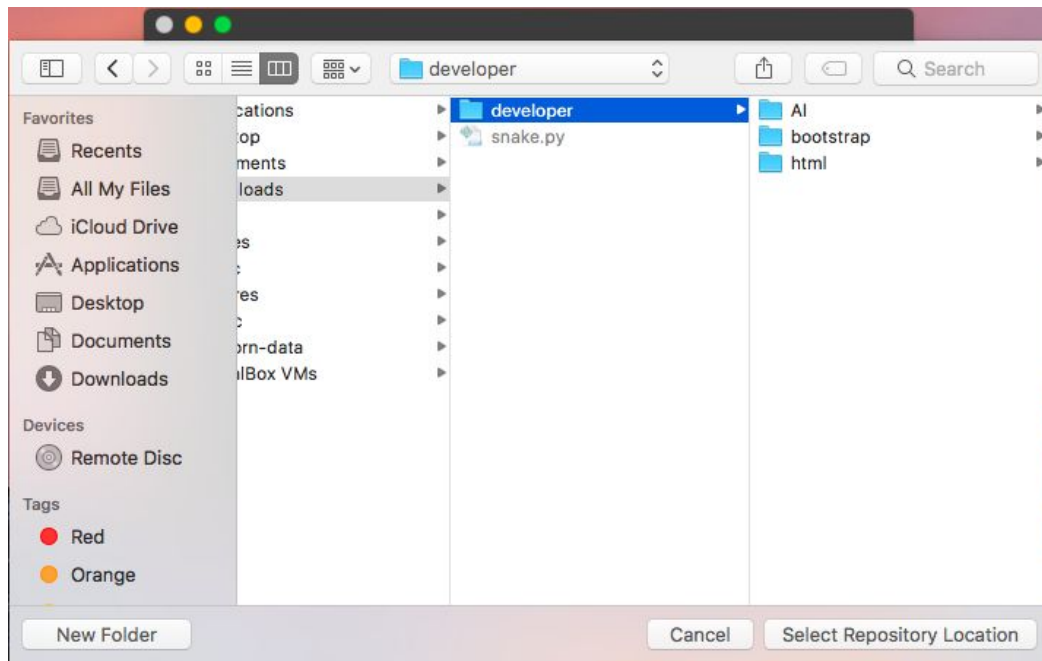 developer
Search
Favorites
Recents
All My Files
iCloud Drive
Applications
Desktop
Documents
Downloads
Devices
Remote Disc
Tags
Red
Orange
cations
top
ments
loads
es
res
orn-data
lBox VMs
developer
snake.py
AI
bootstrap
html
New Folder
Cancel
Select Repository Location